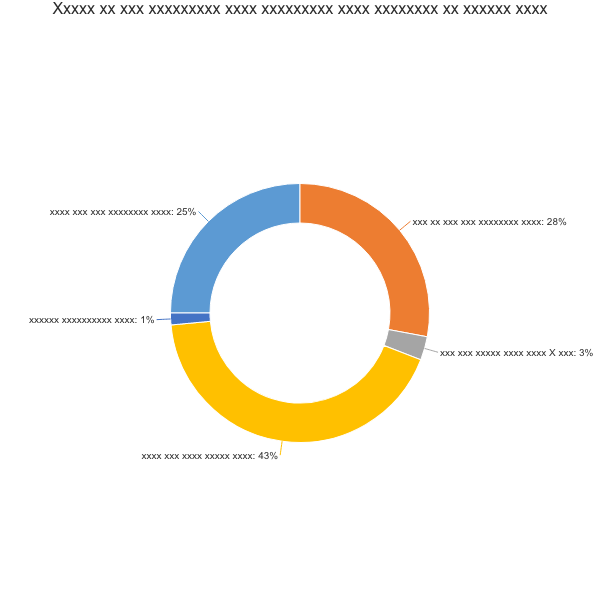 Xxxxx xx xxx xxxxxxxxx xxxx xxxxxxxxx xxxx xxxxxxxx xx xxxxxx xxxx
xxxx xxx xxx xxxxxxxx xxxx: 25%
xxx xx xxx xxx xxxxxxxx xxxx: 28%
xxxxxx xxxxxxxxxx xxxx: 1%
xxx xxx xxxxx xxxx xxxx X xxx: 3%
xxxx xxx xxxx xxxxx xxxx: 43%